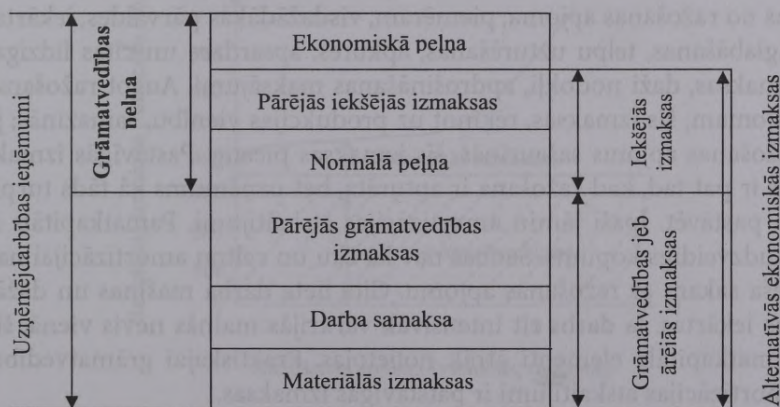 Uzņēmējdarbības ieņēmumi
Grāmatvedības
peļņa
Ekonomiskā peļņa
Pārējās iekšējās izmaksas
Normālā peļņa
Pārējās grāmatvedības
izmaksas
Darba samaksa
Materiālās izmaksas
Iekšējās
izmaksas
Grāmatvedības jeb
ārējās izmaksas
Alternatīvās ekonomiskās izmaksas